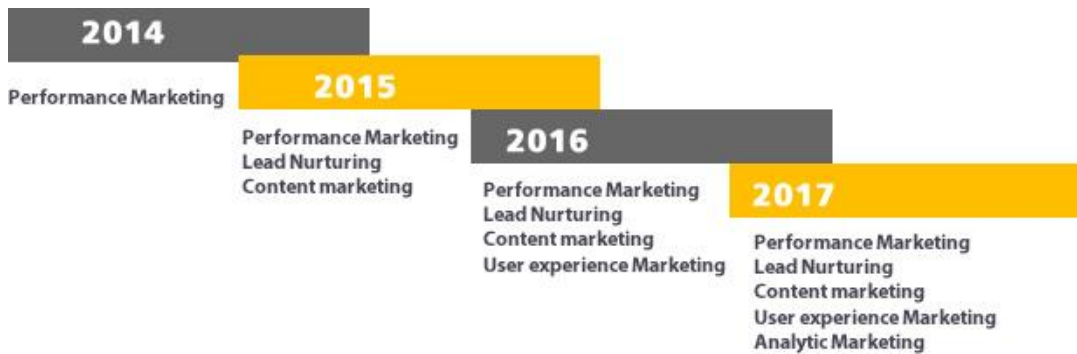 2014
Performance Marketing
2015
Performance Marketing
Lead Nurturing
Content marketing
2016
Performance Marketing
Lead Nurturing
Content marketing
User experience Marketing
2017
Performance Marketing
Lead Nurturing
Content marketing
User experience Marketing
Analytic Marketing